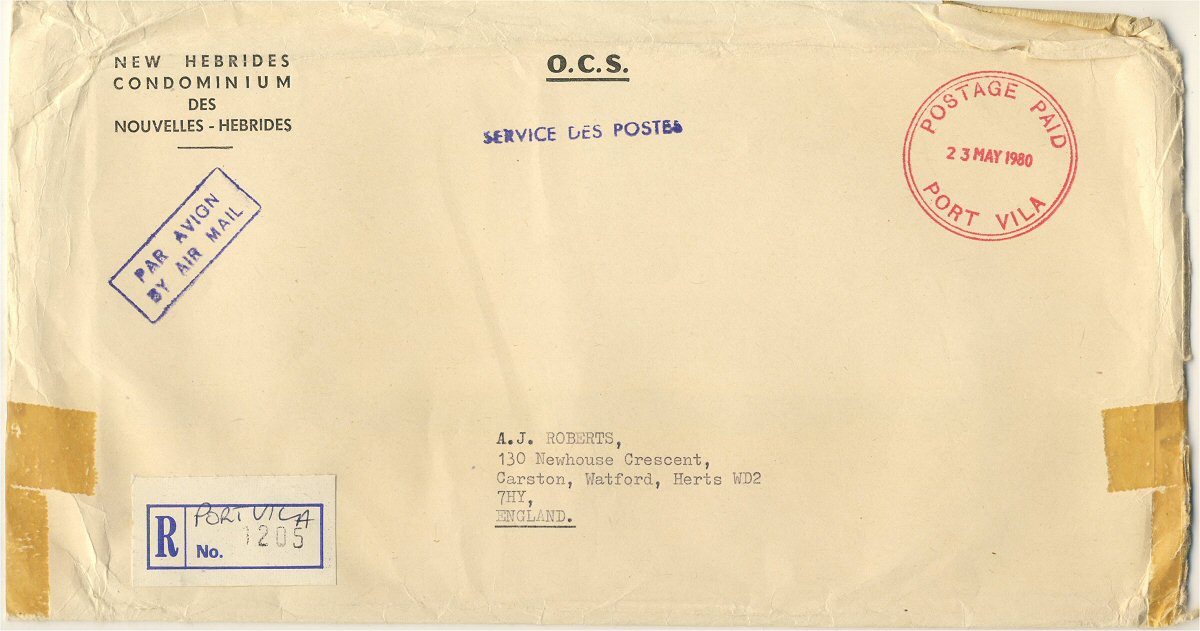 NEW HEBRIDES
CONDOMINIUM
DES
NOUVELLES - HEBRIDES
O.C.S.
SERVICE DES POSTES
POSTAGE PAID
23 MAY 1980
PORT VILA
PAR AVION
BY AIR MAIL
A.J. ROBERTS,
130 Newhouse Crescent,
Carston, Watford, Herts WD2
7HY,
ENGLAND.
R
PORT VILA
No. 1205